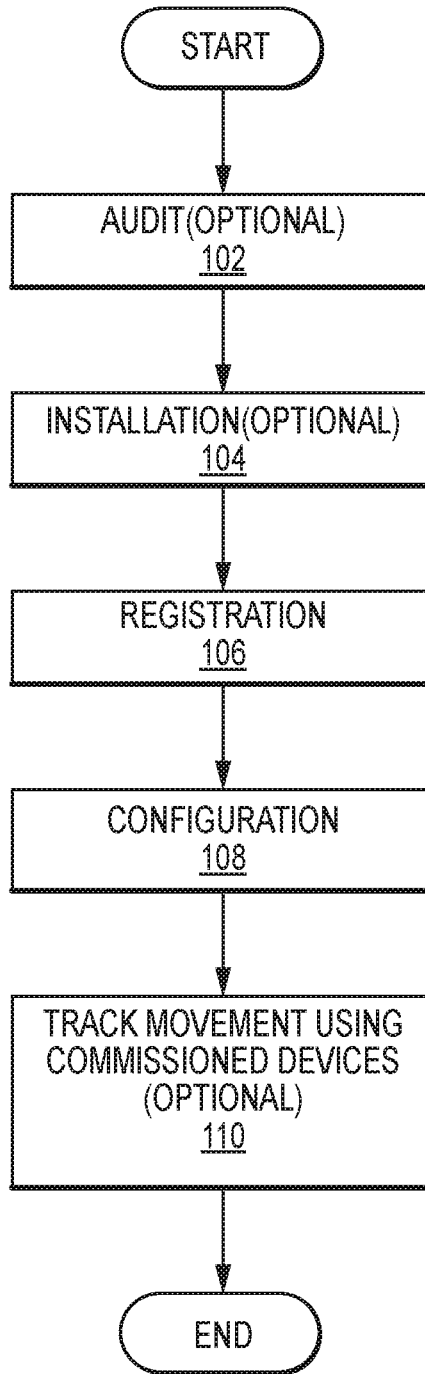 START
AUDIT(OPTIONAL)
102
INSTALLATION(OPTIONAL)
104
REGISTRATION
106
CONFIGURATION
108
TRACK MOVEMENT USING
COMMISSIONED DEVICES
(OPTIONAL)
110
END